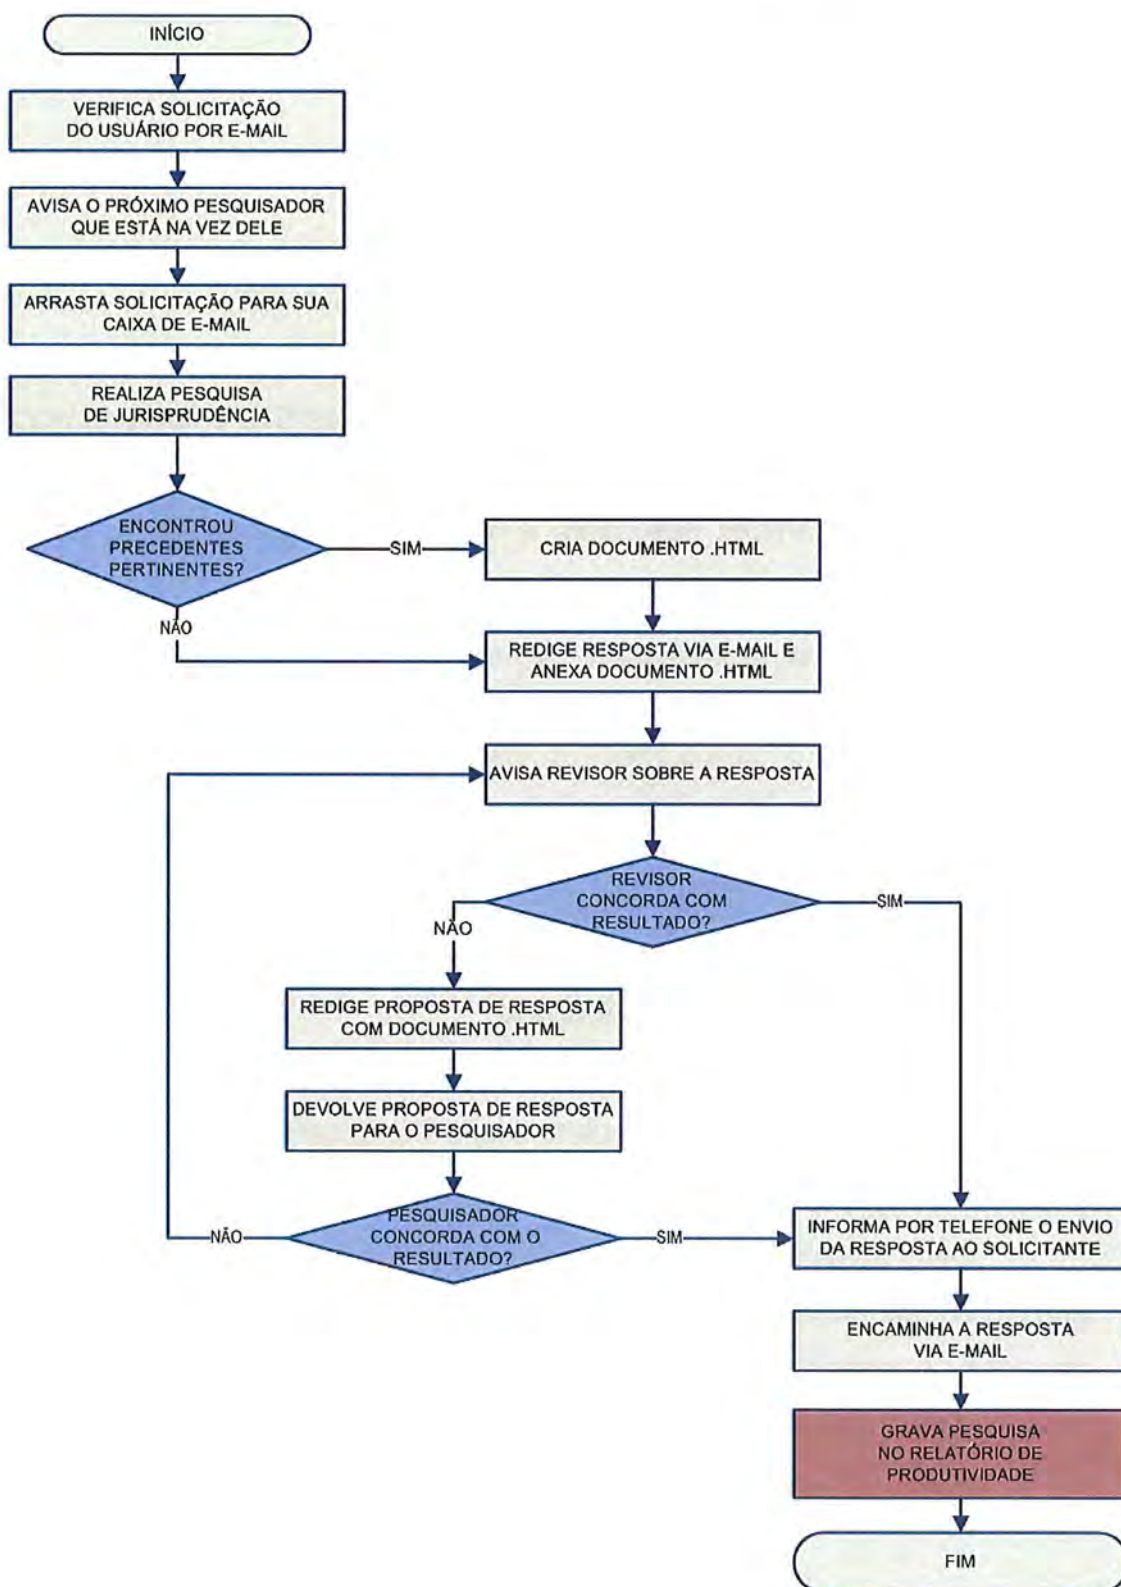 INÍCIO
VERIFICA SOLICITAÇÃO
DO USUÁRIO POR E-MAIL
AVISA O PRÓXIMO PESQUISADOR
QUE ESTÁ NA VEZ DELE
ARRASTA SOLICITAÇÃO PARA SUA
CAIXA DE E-MAIL
REALIZA PESQUISA
DE JURISPRUDÊNCIA
ENCONTROU
PRECEDENTES
PERTINENTES?
SIM
CRIA DOCUMENTO .HTML
NÃO
REDIGE RESPOSTA VIA E-MAIL E
ANEXA DOCUMENTO .HTML
AVISA REVISOR SOBRE A RESPOSTA
REVISOR
CONCORDA COM
RESULTADO?
SIM
NÃO
REDIGE PROPOSTA DE RESPOSTA
COM DOCUMENTO .HTML
DEVOLVE PROPOSTA DE RESPOSTA
PARA O PESQUISADOR
PESQUISADOR
CONCORDA COM O
RESULTADO?
NÃO
SIM
INFORMA POR TELEFONE O ENVIO
DA RESPOSTA AO SOLICITANTE
ENCAMINHA A RESPOSTA
VIA E-MAIL
GRAVA PESQUISA
NO RELATÓRIO DE
PRODUTIVIDADE
FIM